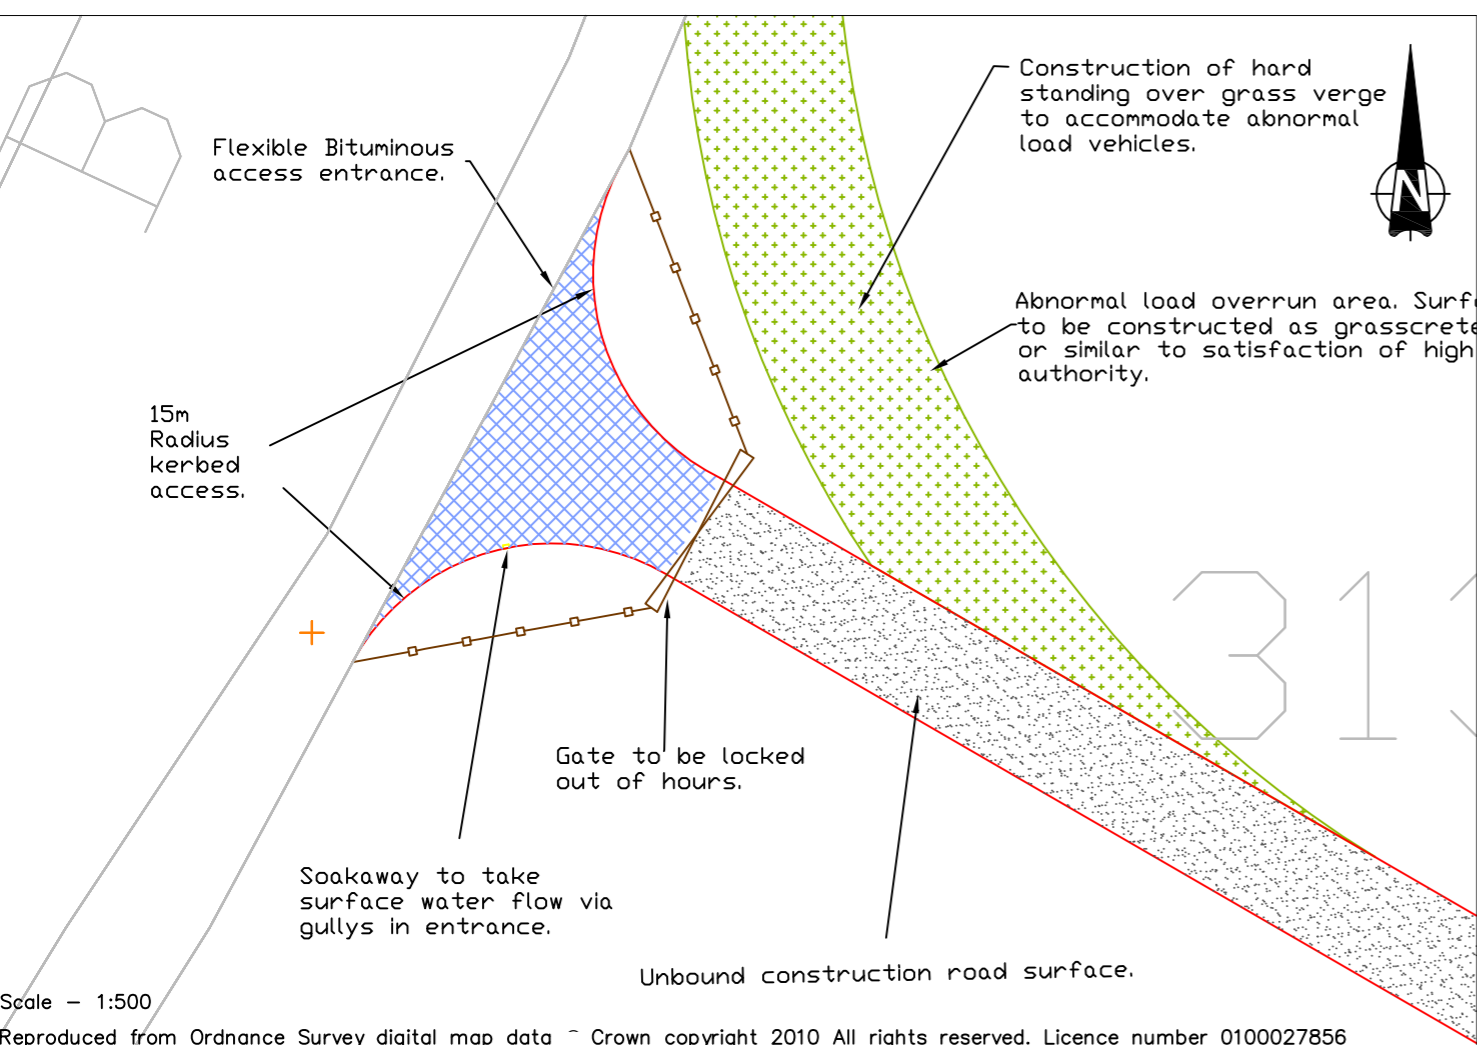 Construction of hard
standing over grass verge
to accommodate abnormal
load vehicles.
N
Flexible Bituminous
access entrance.
B
Abnormal load overrun area. Surf
to be constructed as grasscrete
or similar to satisfaction of high
authority.
15m
Radius
kerbed
access.
31
Gate to be locked
out of hours.
Soakaway to take
surface water flow via
gullys in entrance.
Unbound construction road surface.
Scale - 1:500
Reproduced from Ordnance Survey digital map data ~ Crown copyright 2010 All rights reserved. Licence number 0100027856